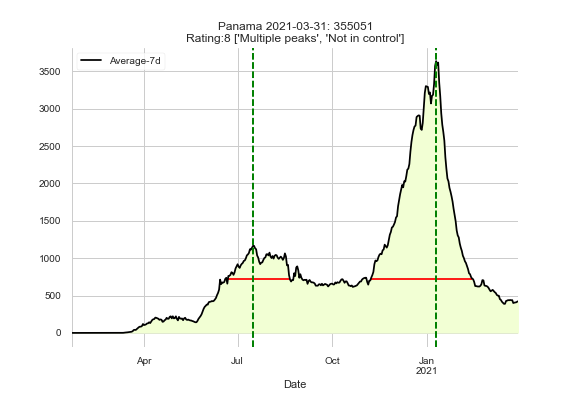 Panama 2021-03-31: 355051
Rating:8 ['Multiple peaks', 'Not in control']
Average-7d
3500
3000
2500
2000
1500
1000
500
0
Apr
Jul
Oct
Jan
2021
Date